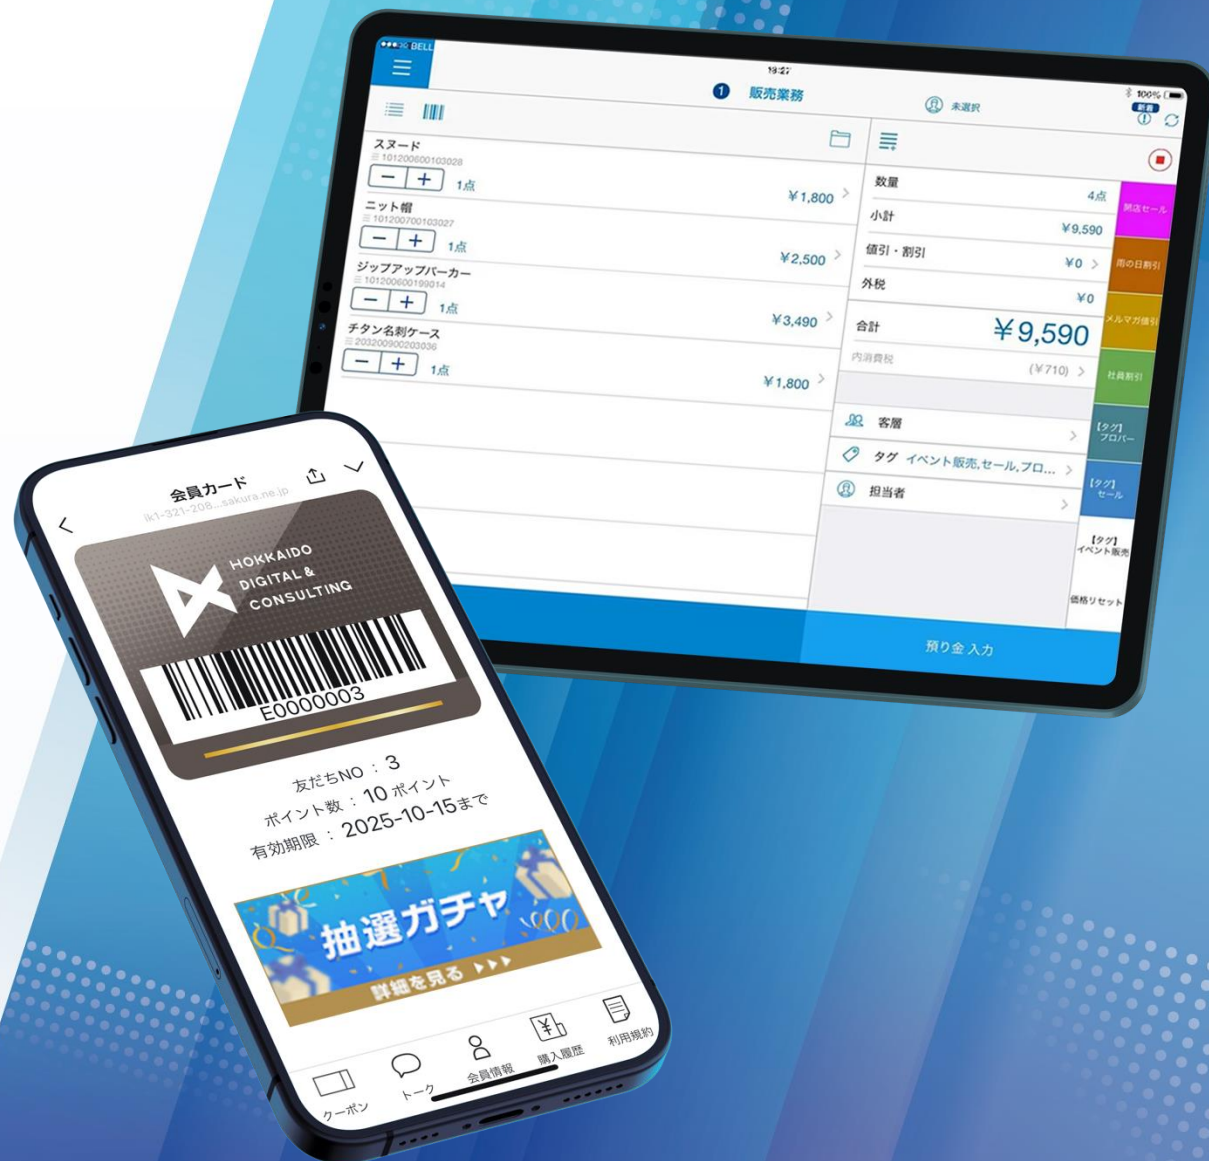 BELL
18:27
100%
1 販売業務
未選択
新着
スヌード
101200600103028
1点
¥1,800
ニット帽
101200700103027
1点
¥2,500
ジップアップパーカー
101200600199014
1点
¥3,490
チタン名刺ケース
203200900203036
1点
¥1,800
数量 4点
小計 ¥9,590
値引・割引 ¥0
外税 ¥0
合計 ¥9,590
内消費税 (¥710)
客層
タグ イベント販売,セール,プロ...
担当者
開店セール
雨の日割引
メルマガ値引
社員割引
【タグ】
プロパー
【タグ】
セール
【タグ】
イベント販売
価格リセット
預り金 入力
会員カード
ik1-321-208...sakura.ne.jp
HOKKAIDO
DIGITAL &
CONSULTING
E0000003
友だちNO : 3
ポイント数 : 10 ポイント
有効期限 : 2025-10-15まで
抽選ガチャ
詳細を見る
クーポン
トーク
会員情報
購入履歴
利用規約